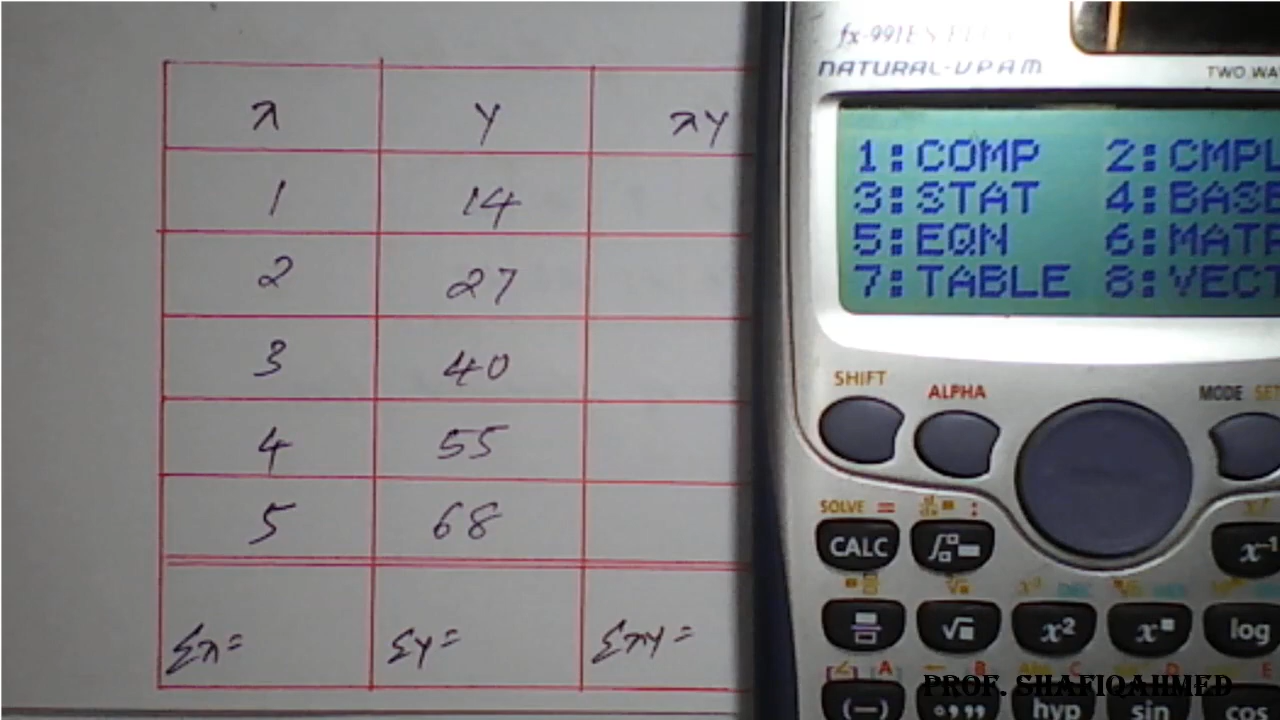 x y xy
1 14
2 27
3 40
4 55
5 68
Σx= Σy= Σxy=
fx-991ES PLUS
NATURAL-V.P.A.M.
TWO WA
1:COMP 2:CMPL
3:STAT 4:BASE
5:EQN 6:MATR
7:TABLE 8:VECT
SHIFT ALPHA MODE SET
SOLVE =
CALC x⁻¹
√ x² x log
A B C D E
(−) hyp sin cos
PROF. SHAFIQAHMED